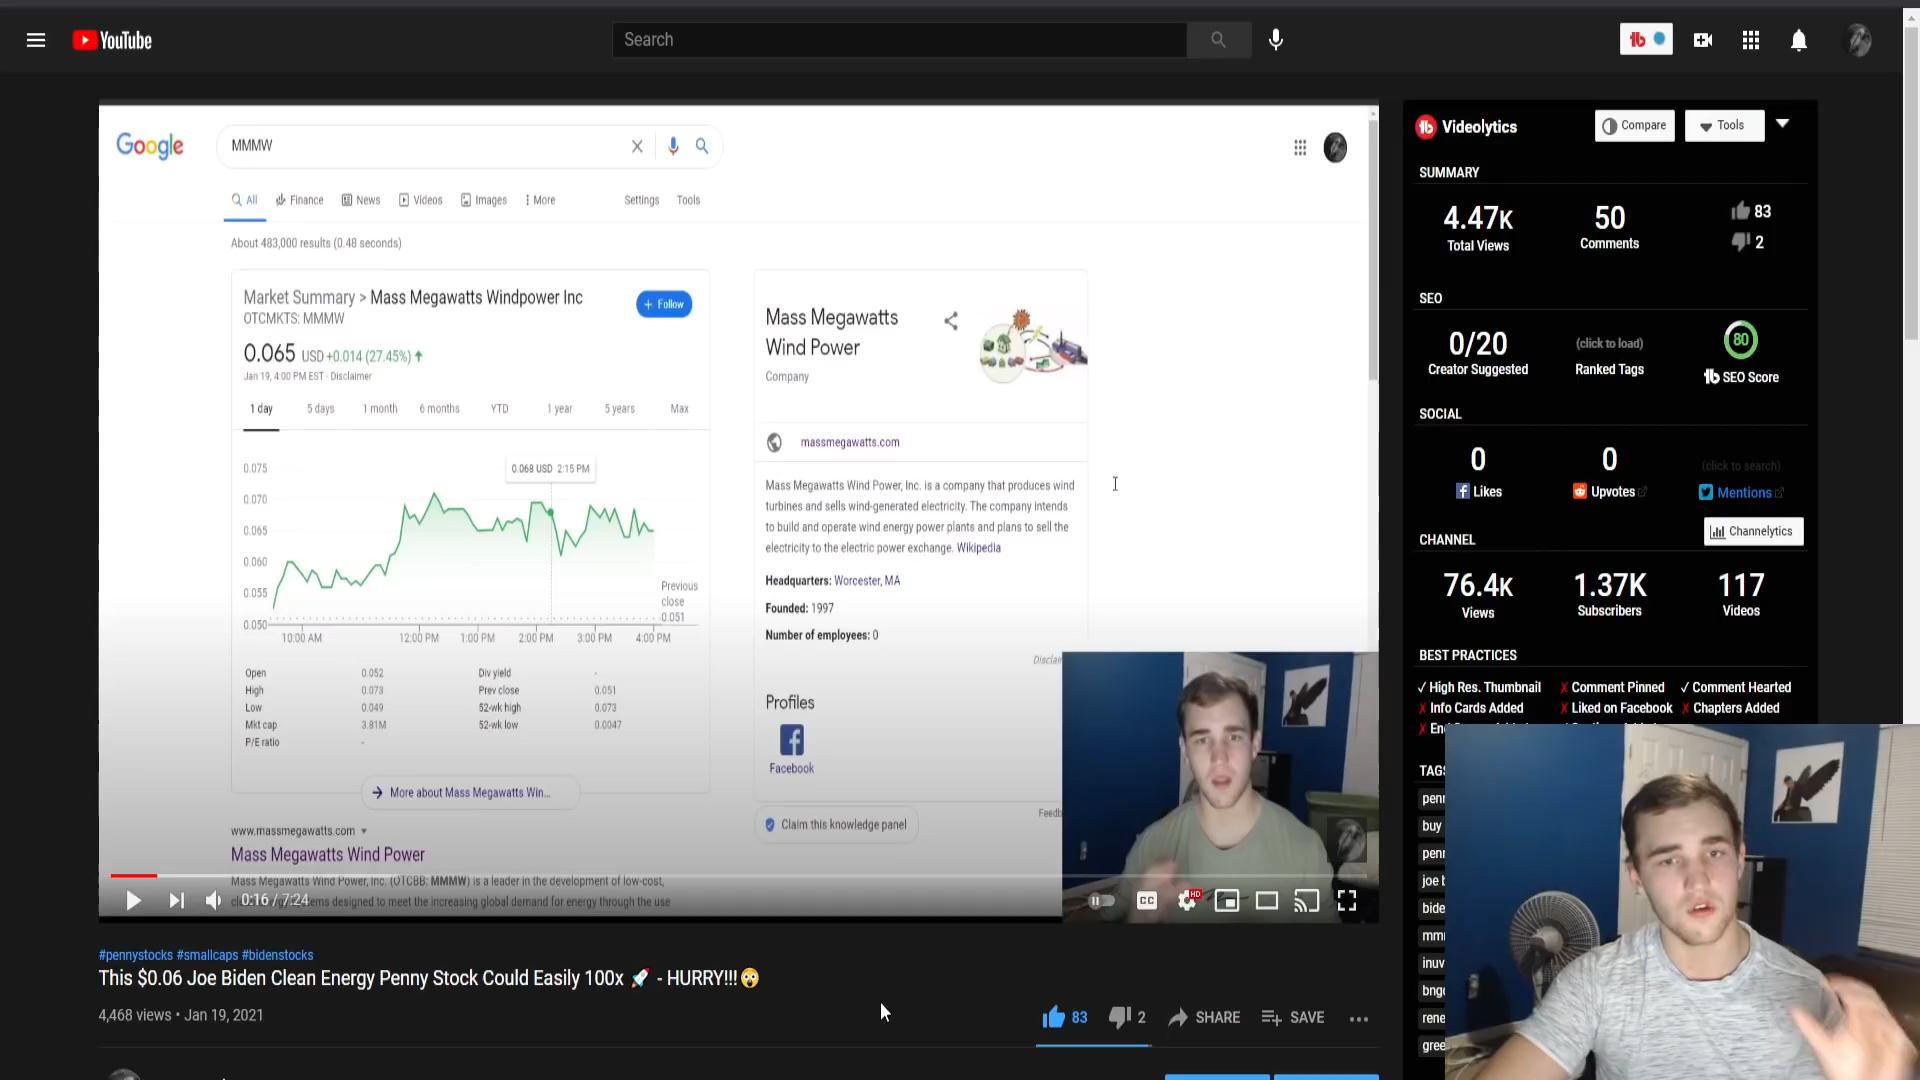 YouTube
Search
Google
MMMW
All
Finance
News
Videos
Images
More
Settings
Tools
About 483,000 results (0.48 seconds)
Market Summary > Mass Megawatts Windpower Inc
OTCMKTS: MMMW
+ Follow
0.065 USD +0.014 (27.45%)
Jan 19, 4:00 PM EST · Disclaimer
1 day
5 days
1 month
6 months
YTD
1 year
5 years
Max
0.068 USD 2:15 PM
0.075
0.070
0.065
0.060
0.055
0.050
Previous
close
0.051
10:00 AM
12:00 PM
1:00 PM
2:00 PM
3:00 PM
4:00 PM
Open 0.052 Div yield -
High 0.073 Prev close 0.051
Low 0.049 52-wk high 0.073
Mkt cap 3.81M 52-wk low 0.0047
P/E ratio -
More about Mass Megawatts Win...
www.massmegawatts.com
Mass Megawatts Wind Power
Mass Megawatts Wind Power, Inc. (OTCBB: MMMW) is a leader in the development of low-cost,
designed to meet the increasing global demand for energy through the use
Mass Megawatts
Wind Power
Company
massmegawatts.com
Mass Megawatts Wind Power, Inc. is a company that produces wind
turbines and sells wind-generated electricity. The company intends
to build and operate wind energy power plants and plans to sell the
electricity to the electric power exchange. Wikipedia
Headquarters: Worcester, MA
Founded: 1997
Number of employees: 0
Profiles
Facebook
Claim this knowledge panel
0:16 / 7:24
CC
HD
#pennystocks #smallcaps #bidenstocks
This $0.06 Joe Biden Clean Energy Penny Stock Could Easily 100x 🚀 - HURRY!!!😲
4,468 views • Jan 19, 2021
83
2
SHARE
SAVE
Videolytics
Compare
Tools
SUMMARY
4.47K
Total Views
50
Comments
83
2
SEO
0/20
Creator Suggested
(click to load)
Ranked Tags
80
SEO Score
SOCIAL
0
Likes
0
Upvotes
(click to search)
Mentions
CHANNEL
Channelytics
76.4K
Views
1.37K
Subscribers
117
Videos
BEST PRACTICES
✓ High Res. Thumbnail
✗ Comment Pinned
✓ Comment Hearted
✗ Info Cards Added
✗ Liked on Facebook
✗ Chapters Added
TAGS
buy